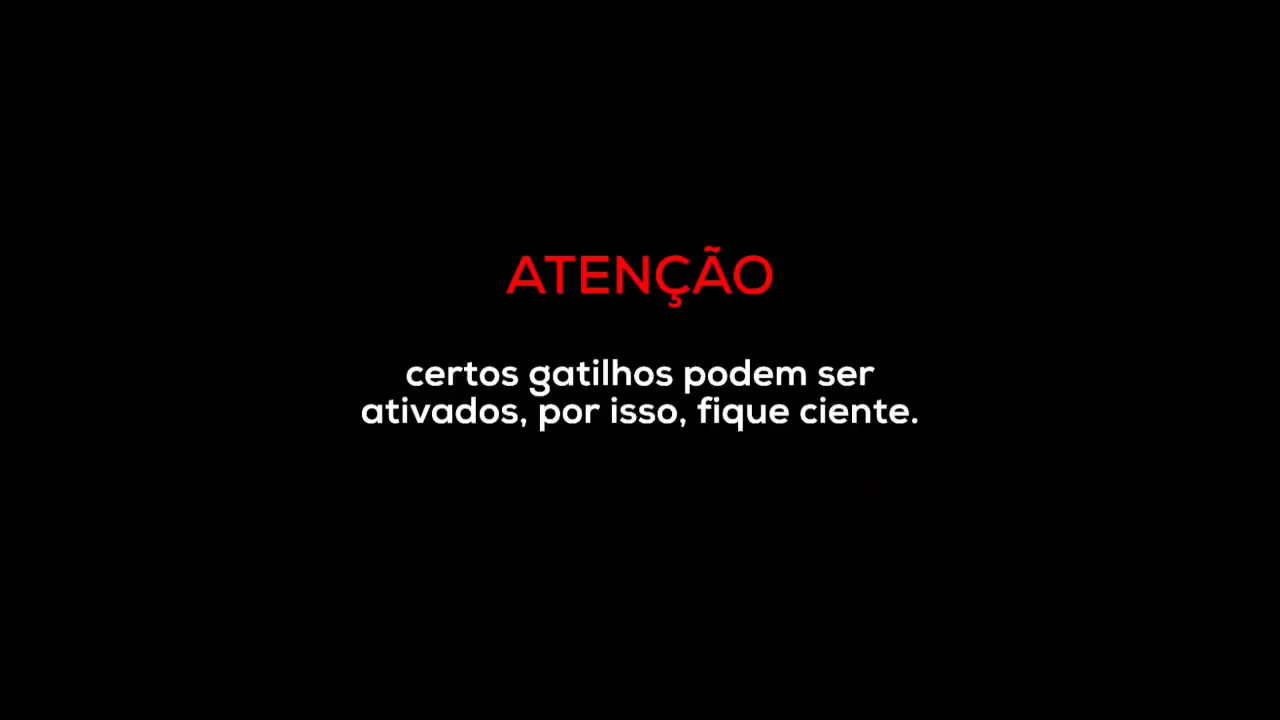 ATENÇÃO
certos gatilhos podem ser
ativados, por isso, fique ciente.